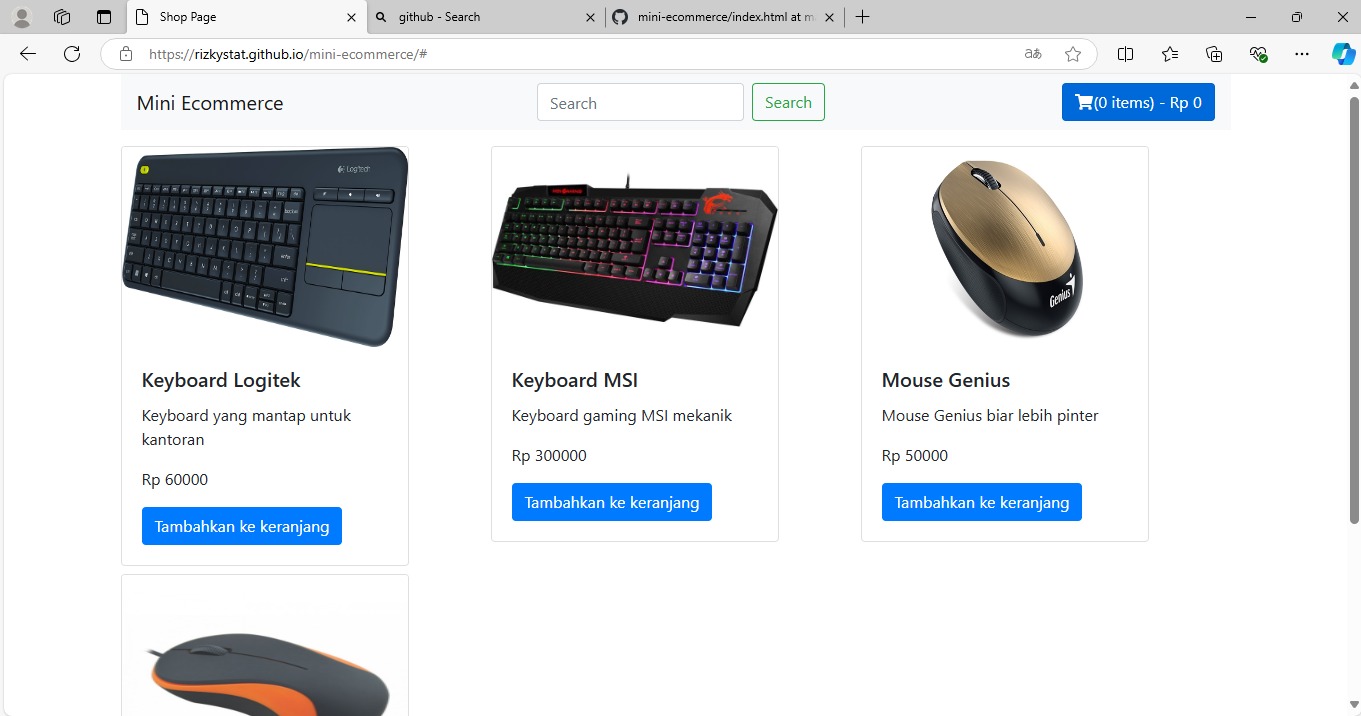 Shop Page
github - Search
mini-ecommerce/index.html at m
https://rizkystat.github.io/mini-ecommerce/#
aあ
Mini Ecommerce
Search
Search
(0 items) - Rp 0
Logitech
Genius
Keyboard Logitek
Keyboard yang mantap untuk
kantoran
Rp 60000
Tambahkan ke keranjang
Keyboard MSI
Keyboard gaming MSI mekanik
Rp 300000
Tambahkan ke keranjang
Mouse Genius
Mouse Genius biar lebih pinter
Rp 50000
Tambahkan ke keranjang